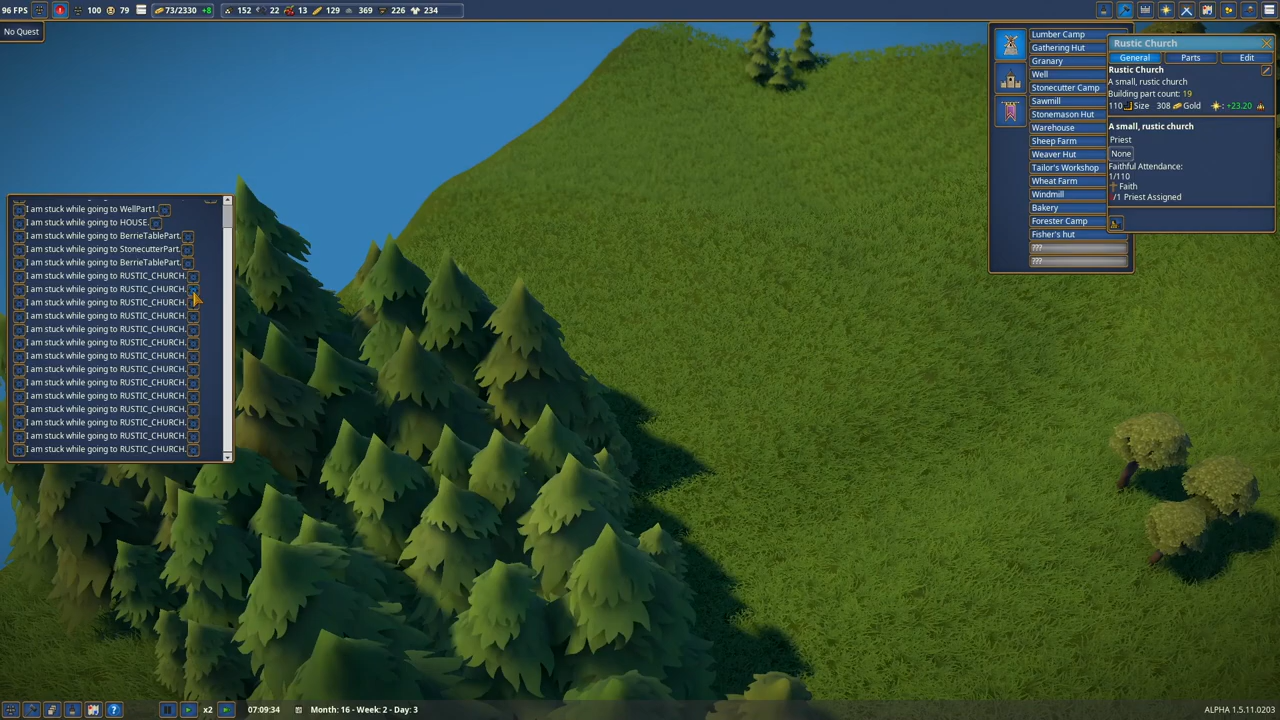 96 FPS 100 79 73/2330 +8 152 22 13 129 369 226 234
No Quest
I am stuck while going to WellPart1.
I am stuck while going to HOUSE.
I am stuck while going to BerrieTablePart.
I am stuck while going to StonecutterPart.
I am stuck while going to BerrieTablePart.
I am stuck while going to RUSTIC_CHURCH.
I am stuck while going to RUSTIC_CHURCH.
I am stuck while going to RUSTIC_CHURCH.
I am stuck while going to RUSTIC_CHURCH.
I am stuck while going to RUSTIC_CHURCH.
I am stuck while going to RUSTIC_CHURCH.
I am stuck while going to RUSTIC_CHURCH.
I am stuck while going to RUSTIC_CHURCH.
I am stuck while going to RUSTIC_CHURCH.
I am stuck while going to RUSTIC_CHURCH.
I am stuck while going to RUSTIC_CHURCH.
I am stuck while going to RUSTIC_CHURCH.
I am stuck while going to RUSTIC_CHURCH.
I am stuck while going to RUSTIC_CHURCH.
Lumber Camp
Gathering Hut
Granary
Well
Stonecutter Camp
Sawmill
Stonemason Hut
Warehouse
Sheep Farm
Weaver Hut
Tailor's Workshop
Wheat Farm
Windmill
Bakery
Forester Camp
Fisher's hut
???
???
Rustic Church
General Parts Edit
Rustic Church
A small, rustic church
Building part count: 19
110 Size 308 Gold : +23.20
A small, rustic church
Priest
None
Faithful Attendance:
1/110
Faith
/1 Priest Assigned
x2 07:09:34 Month: 16 - Week: 2 - Day: 3
ALPHA 1.5.11.0203